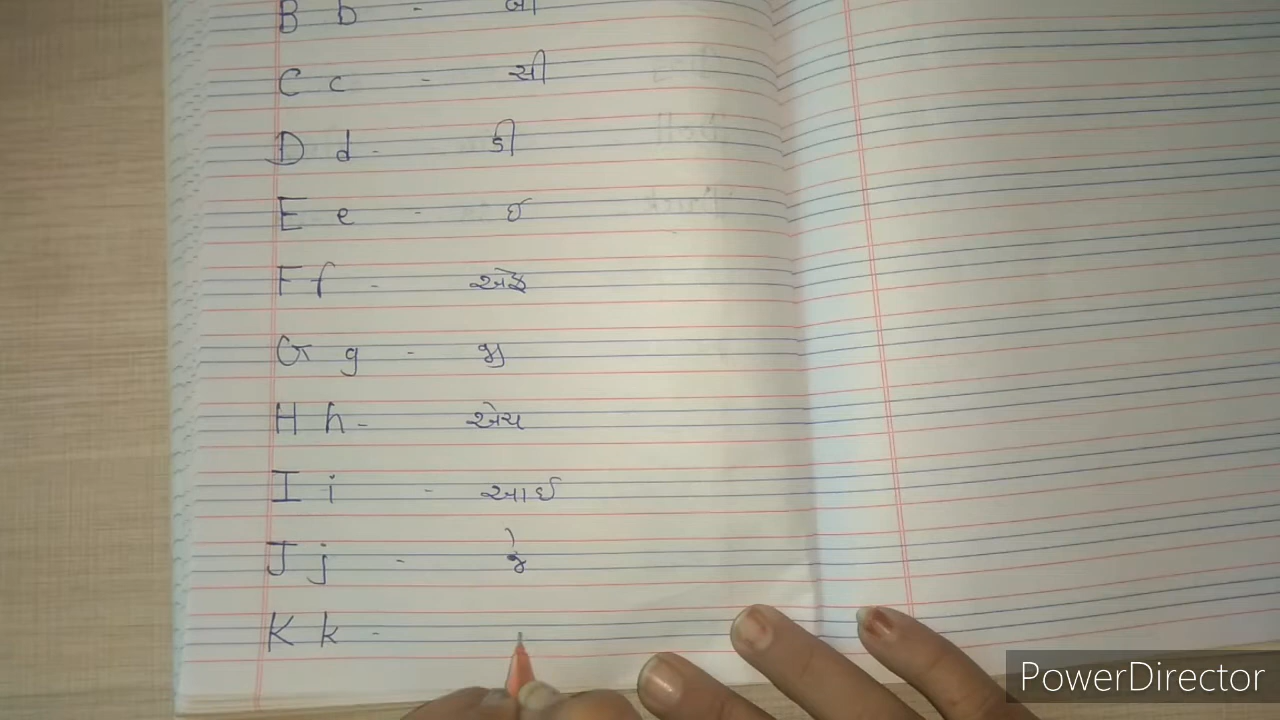 B b - બી
C c - સી
D d - ડી
E e - ઈ
F f - એફ
G g - જી
H h - એચ
I i - આઈ
J j - જે
K k -
PowerDirector